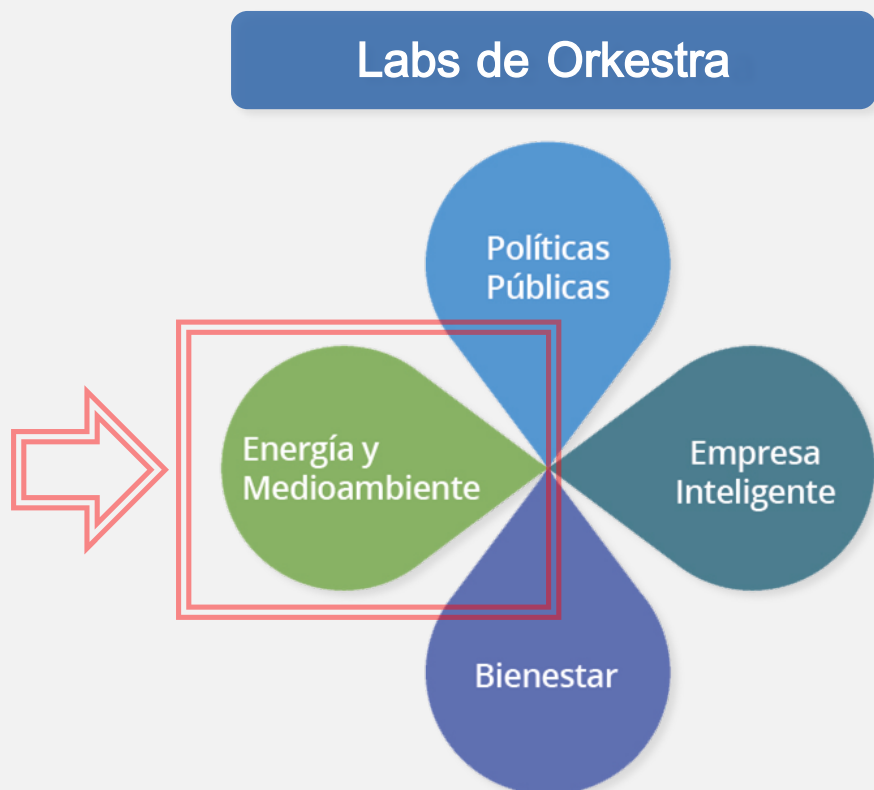 Labs de Orkestra
Políticas
Públicas
Energía y
Medioambiente
Empresa
Inteligente
Bienestar